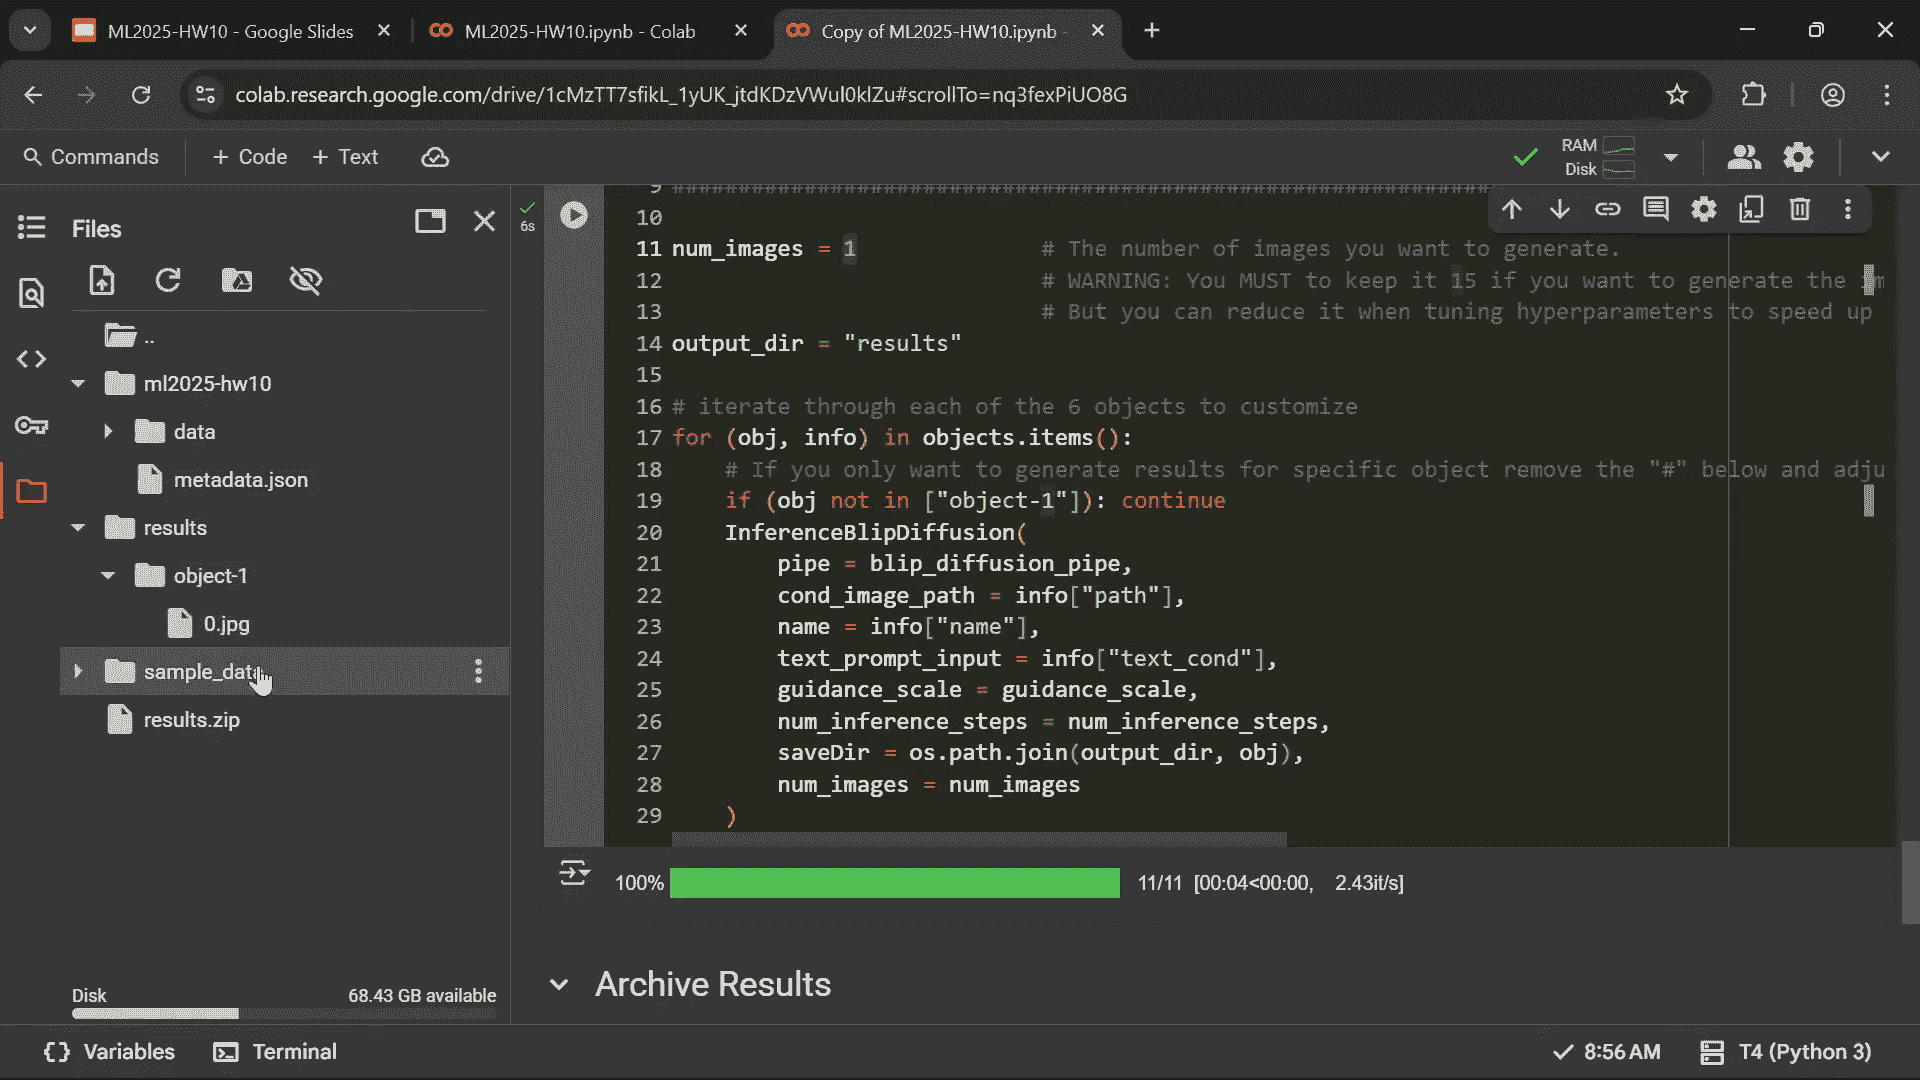 ML2025-HW10 - Google Slides
ML2025-HW10.ipynb - Colab
Copy of ML2025-HW10.ipynb -
colab.research.google.com/drive/1cMzTT7sfikL_1yUK_jtdKDzVWul0klZu#scrollTo=nq3fexPiUO8G
Commands
+ Code
+ Text
RAM
Disk
Files
..
ml2025-hw10
data
metadata.json
results
object-1
0.jpg
sample_data
results.zip
Disk
68.43 GB available
6s
9 ##############################################################
10
11 num_images = 1 # The number of images you want to generate.
12 # WARNING: You MUST to keep it 15 if you want to generate the im
13 # But you can reduce it when tuning hyperparameters to speed up
14 output_dir = "results"
15
16 # iterate through each of the 6 objects to customize
17 for (obj, info) in objects.items():
18 # If you only want to generate results for specific object remove the "#" below and adju
19 if (obj not in ["object-1"]): continue
20 InferenceBlipDiffusion(
21 pipe = blip_diffusion_pipe,
22 cond_image_path = info["path"],
23 name = info["name"],
24 text_prompt_input = info["text_cond"],
25 guidance_scale = guidance_scale,
26 num_inference_steps = num_inference_steps,
27 saveDir = os.path.join(output_dir, obj),
28 num_images = num_images
29 )
100% 11/11 [00:04<00:00, 2.43it/s]
Archive Results
Variables
Terminal
8:56 AM
T4 (Python 3)